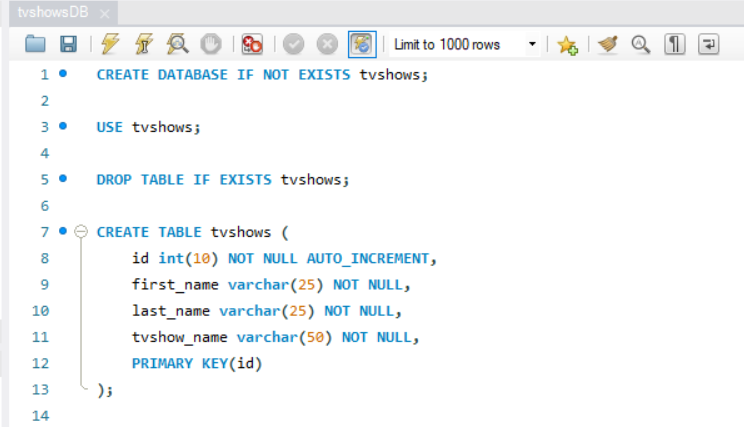 tvshowsDB
Limit to 1000 rows
1 CREATE DATABASE IF NOT EXISTS tvshows;
2
3 USE tvshows;
4
5 DROP TABLE IF EXISTS tvshows;
6
7 CREATE TABLE tvshows (
8 id int(10) NOT NULL AUTO_INCREMENT,
9 first_name varchar(25) NOT NULL,
10 last_name varchar(25) NOT NULL,
11 tvshow_name varchar(50) NOT NULL,
12 PRIMARY KEY(id)
13 );
14